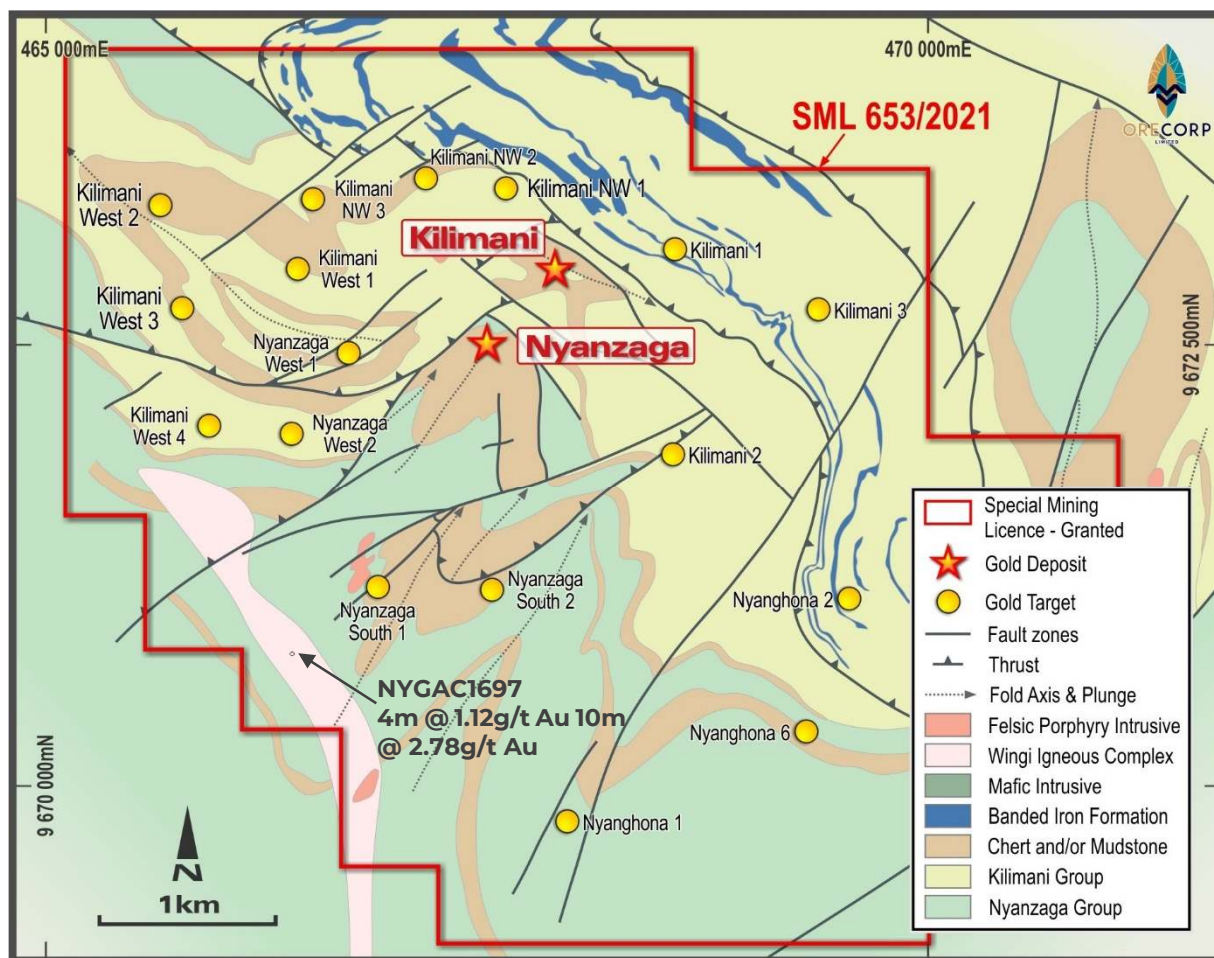 465 000mE
470 000mE
ORECORP
LIMITED
SML 653/2021
Kilimani NW 2
Kilimani
West 2
Kilimani
NW 3
Kilimani NW 1
Kilimani
Kilimani 1
Kilimani
West 1
Kilimani
West 3
Kilimani 3
Nyanzaga
9 672 500mN
Nyanzaga
West 1
Kilimani
West 4
Nyanzaga
West 2
Kilimani 2
Nyanzaga
South 1
Nyanzaga
South 2
Nyanghona 2
NYGAC1697
4m @ 1.12g/t Au 10m
@ 2.78g/t Au
Nyanghona 6
9 670 000mN
Nyanghona 1
N
1km
Special Mining
Licence - Granted
Gold Deposit
Gold Target
Fault zones
Thrust
Fold Axis & Plunge
Felsic Porphyry Intrusive
Wingi Igneous Complex
Mafic Intrusive
Banded Iron Formation
Chert and/or Mudstone
Kilimani Group
Nyanzaga Group